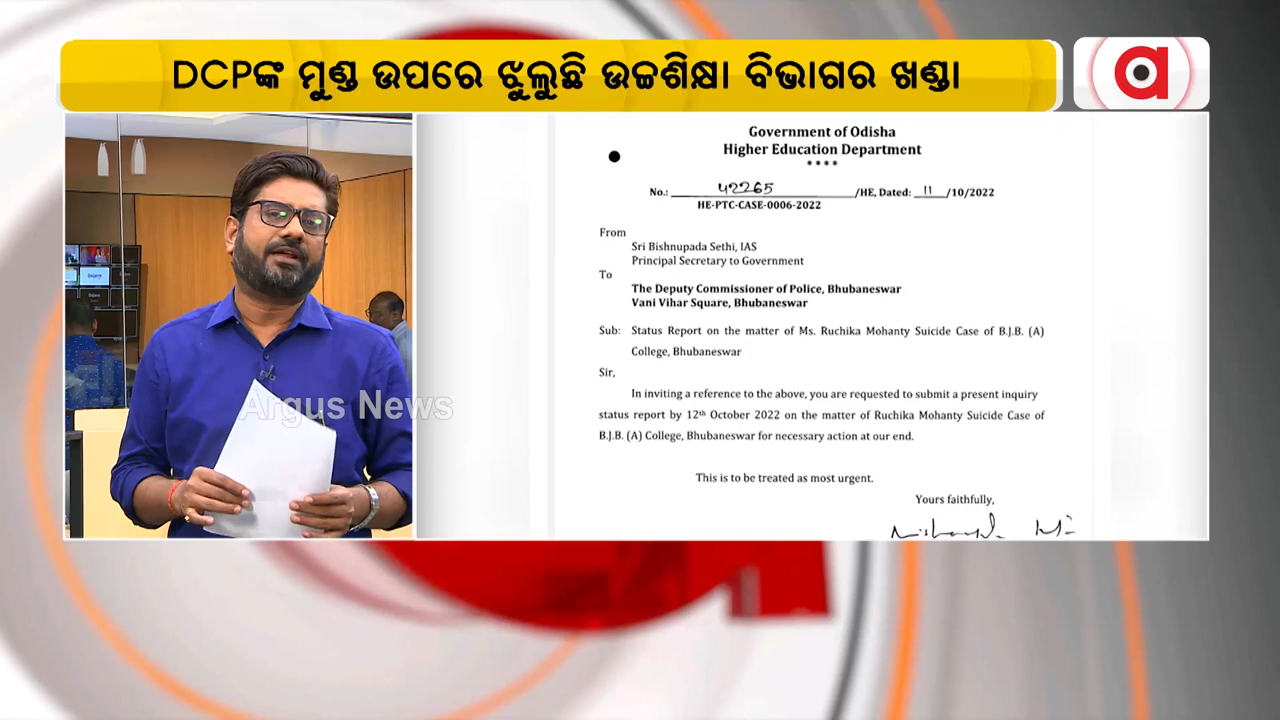 DCPଙ୍କ ମୁଣ୍ଡ ଉପରେ ଝୁଲୁଛି ଉଚ୍ଚଶିକ୍ଷା ବିଭାଗର ଖଣ୍ଡା
a
Government of Odisha
Higher Education Department
****
No.: 42265 /HE, Dated: 11 /10/2022
HE-PTC-CASE-0006-2022
From
Sri Bishnupada Sethi, IAS
Principal Secretary to Government
To
The Deputy Commissioner of Police, Bhubaneswar
Vani Vihar Square, Bhubaneswar
Sub: Status Report on the matter of Ms. Ruchika Mohanty Suicide Case of B.J.B. (A)
College, Bhubaneswar
Sir,
In inviting a reference to the above, you are requested to submit a present inquiry
status report by 12th October 2022 on the matter of Ruchika Mohanty Suicide Case of
B.J.B. (A) College, Bhubaneswar for necessary action at our end.
This is to be treated as most urgent.
Yours faithfully,
Argus News